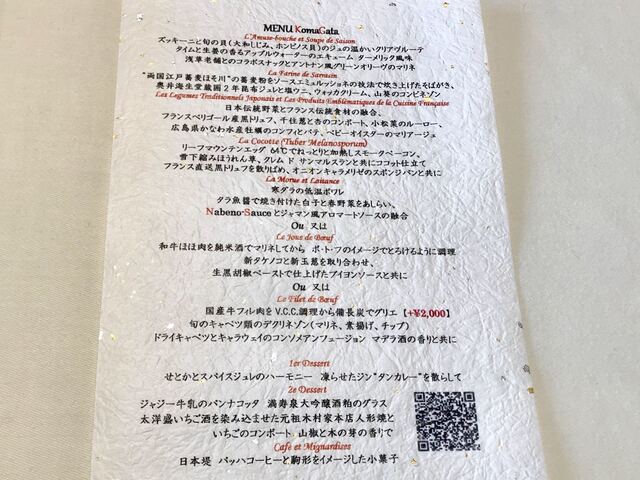 MENU KomaGata
L'Amuse-bouche et Soupe de Saison
ズッキーニと旬の貝(大和しじみ、ホンビノス貝)のジュの温かいクリアヴルーテ
タイムと生姜の香るアップルウォーターのエキューム ターメリック風味
浅草老舗とのコラボスナックとアントナン風グリーンオリーヴのマリネ
La Farine de Sarrasin
"両国江戸蕎麦ほそ川"の蕎麦粉をソースエミュルッショネの技法で炊き上げたそばがき、
奥井海生堂蔵囲2年昆布ジュレと塩ウニ、ウォッカクリーム、山葵のコンビネゾン
Les Legumes Traditionnels Japonais et Les Produits Emblématiques de la Cuisine Française
日本伝統野菜とフランス伝統食材の融合、
フランスペリゴール産黒トリュフ、千住葱と杏のコンポート、小松菜のルーロー、
広島県かなわ水産牡蠣のコンフィとパテ、ベビーオイスターのマリアージュ
La Cocotte (Tuber Melanosporum)
リーフマウンテンエッグ 64℃でねっとりと加熱しスモークベーコン、
雪下縮みほうれん草、クレム ド サンマルスランと共にココット仕立て
フランス直送黒トリュフを散りばめ、オニオンキャラミゼのスポンジパンと共に
La Morue et Laitance
寒ダラの低温ポワレ
タラ魚醤で焼き付けた白子と春野菜をあしらい、
Nabeno-Sauceとジャマン風アロマートソースの融合
Ou 又は
Le Joue de Bœuf
和牛ほほ肉を純米酒でマリネしてから ポ・ト・フのイメージでとろけるように調理
新タケノコと新玉葱を取り合わせ、
生黒胡椒ペーストで仕上げたブイヨンソースと共に
Ou 又は
Le Filet de Bœuf
国産牛フィレ肉をV.C.C.調理から備長炭でグリエ 【+¥2,000】
旬のキャベツ類のデクリネゾン(マリネ、素揚げ、チップ)
ドライキャベツとキャラウェイのコンソメアンフュージョン マデラ酒の香りと共に
1er Dessert
せとかとスパイスジュレのハーモニー 凍らせたジン"タンカレー"を散らして
2e Dessert
ジャージー牛乳のパンナコッタ 満寿泉大吟醸酒粕のグラス
太平盛いちご酒を染み込ませた元祖木村家本店人形焼と
いちごのコンポート 山椒と木の芽の香りで
Café et Mignardises
日本堤 バッハコーヒーと駒形をイメージした小菓子